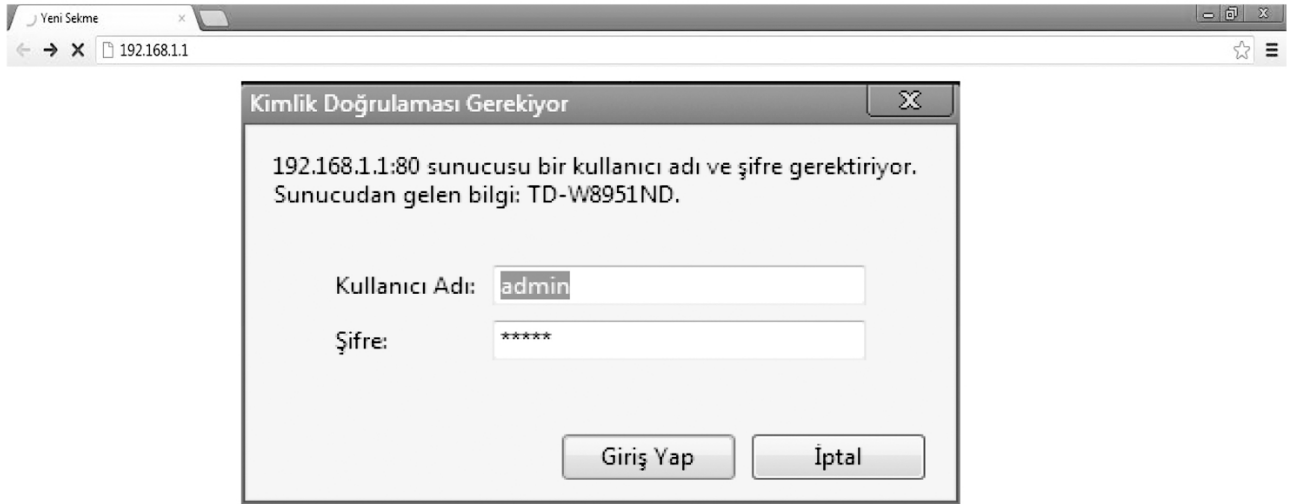 Yeni Sekme
192.168.1.1
Kimlik Doğrulaması Gerekiyor
192.168.1.1:80 sunucusu bir kullanıcı adı ve şifre gerektiriyor.
Sunucudan gelen bilgi: TD-W8951ND.
Kullanıcı Adı: admin
Şifre: *****
Giriş Yap İptal